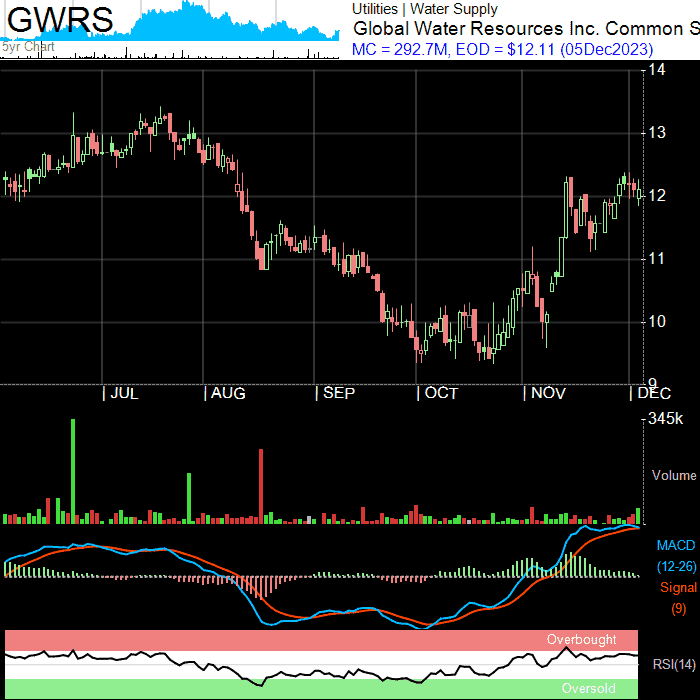 GWRS
5yr Chart
Utilities | Water Supply
Global Water Resources Inc. Common S
MC = 292.7M, EOD = $12.11 (05Dec2023)
14
13
12
11
10
9
JUL AUG SEP OCT NOV DEC
345k
Volume
MACD
(12-26)
Signal
(9)
Overbought
RSI(14)
Oversold